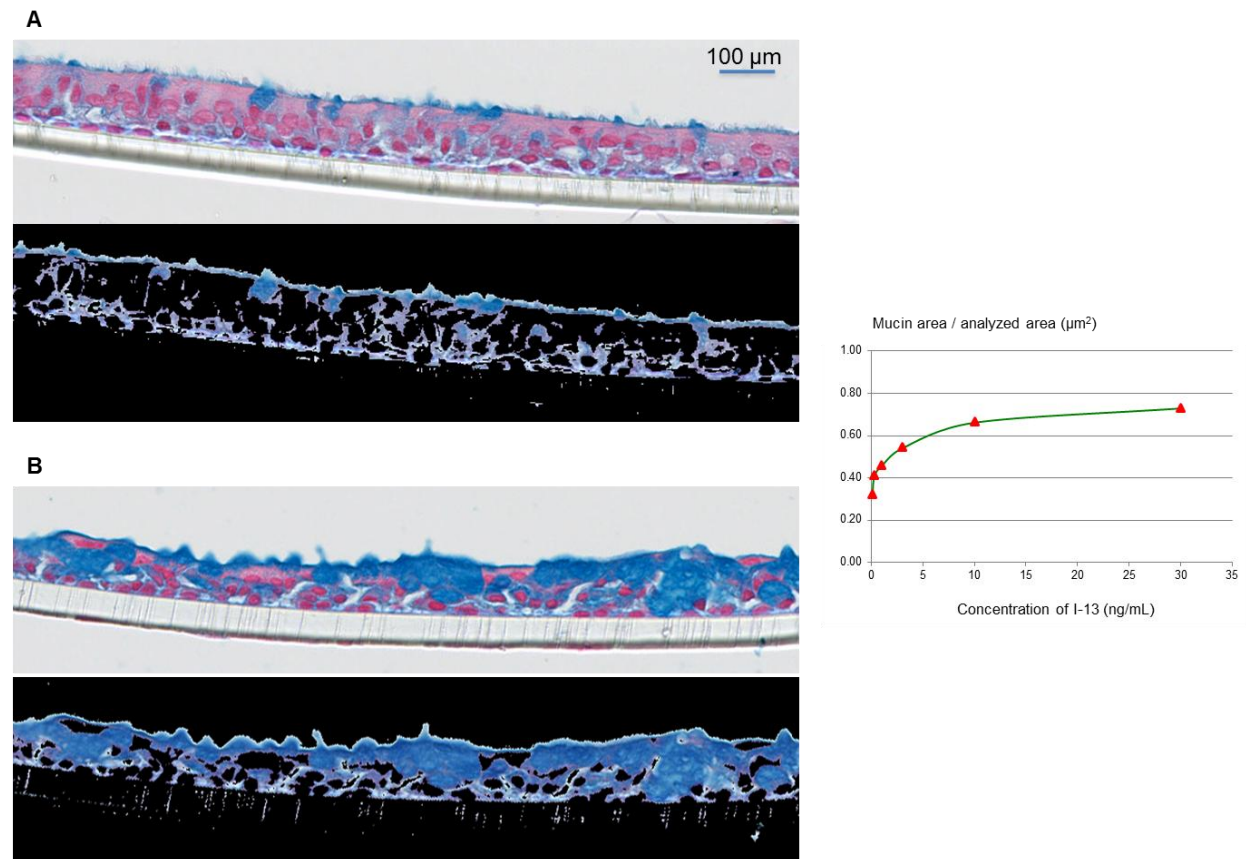 A
100 µm
B
Mucin area / analyzed area (µm²)
1.00
0.80
0.60
0.40
0.20
0.00
0 5 10 15 20 25 30 35
Concentration of I-13 (ng/mL)